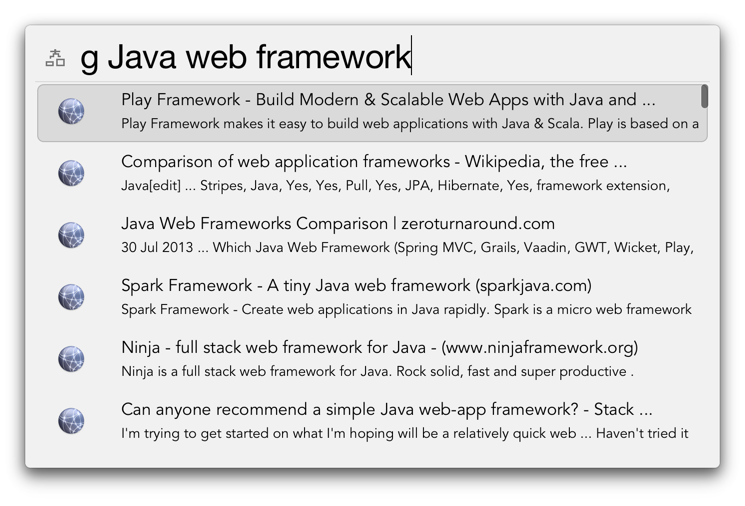 g Java web framework
Play Framework - Build Modern & Scalable Web Apps with Java and ...
Play Framework makes it easy to build web applications with Java & Scala. Play is based on a
Comparison of web application frameworks - Wikipedia, the free ...
Java[edit] ... Stripes, Java, Yes, Yes, Pull, Yes, JPA, Hibernate, Yes, framework extension,
Java Web Frameworks Comparison | zeroturnaround.com
30 Jul 2013 ... Which Java Web Framework (Spring MVC, Grails, Vaadin, GWT, Wicket, Play,
Spark Framework - A tiny Java web framework (sparkjava.com)
Spark Framework - Create web applications in Java rapidly. Spark is a micro web framework
Ninja - full stack web framework for Java - (www.ninjaframework.org)
Ninja is a full stack web framework for Java. Rock solid, fast and super productive .
Can anyone recommend a simple Java web-app framework? - Stack ...
I'm trying to get started on what I'm hoping will be a relatively quick web ... Haven't tried it